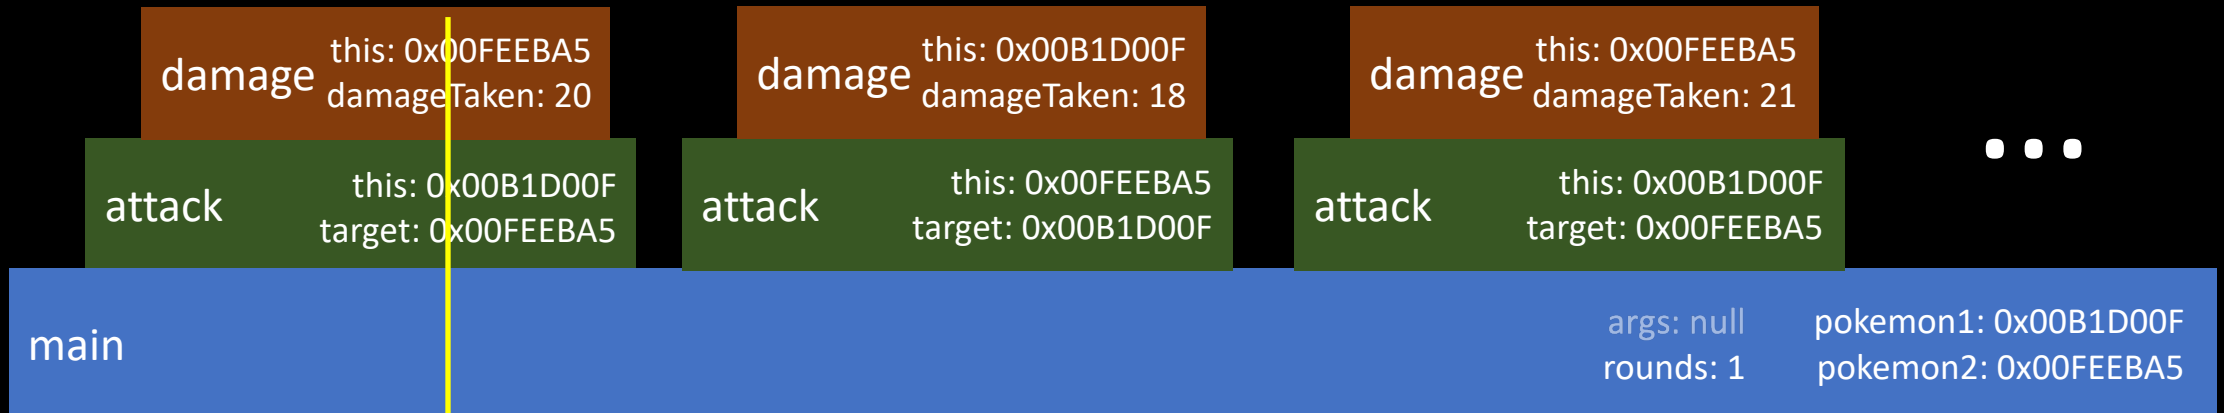 damage
this: 0x00FEEBA5
damageTaken: 20
damage
this: 0x00B1D00F
damageTaken: 18
damage
this: 0x00FEEBA5
damageTaken: 21
...
attack
this: 0x00B1D00F
target: 0x00FEEBA5
attack
this: 0x00FEEBA5
target: 0x00B1D00F
attack
this: 0x00B1D00F
target: 0x00FEEBA5
main
args: null
rounds: 1
pokemon1: 0x00B1D00F
pokemon2: 0x00FEEBA5